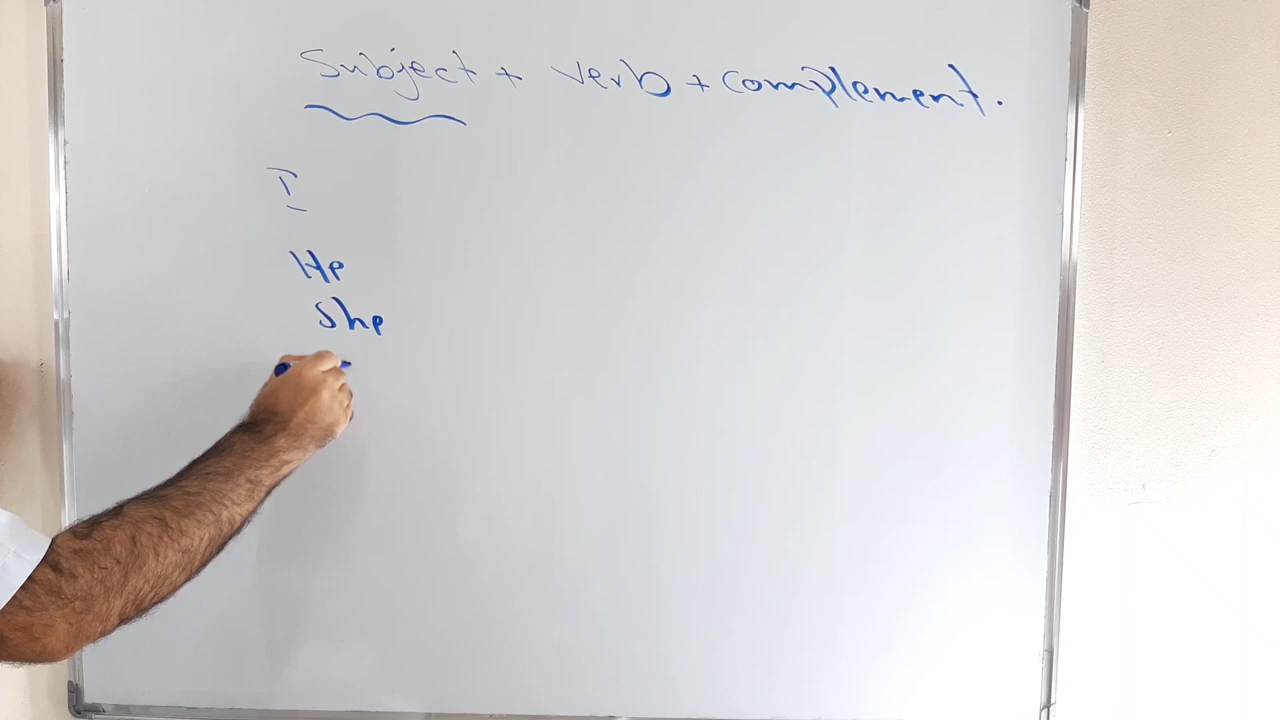 Subject + verb + complement.
I
He
She